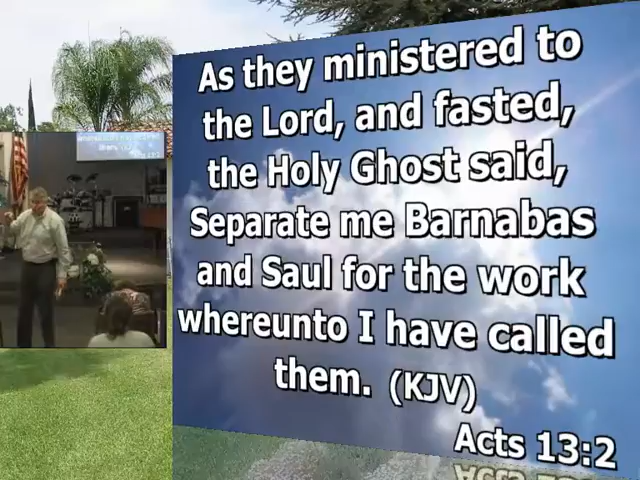 As they ministered to
the Lord, and fasted,
the Holy Ghost said,
Separate me Barnabas
and Saul for the work
whereunto I have called
them. (KJV)
Acts 13:2